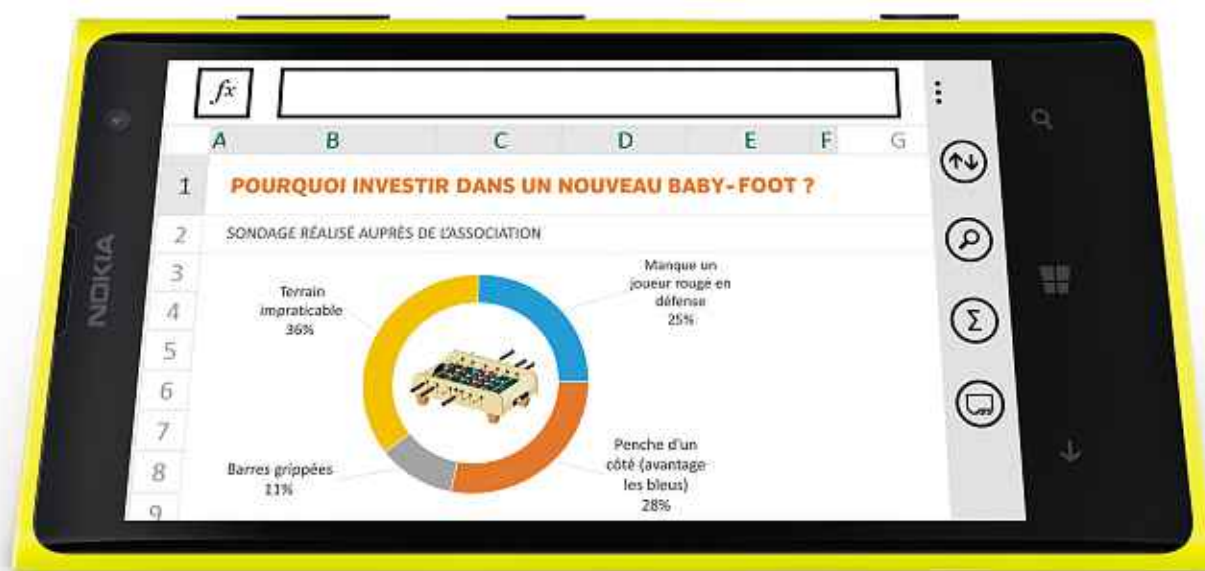 NOKIA
fx
A B C D E F G
1 POURQUOI INVESTIR DANS UN NOUVEAU BABY-FOOT ?
2 SONDAGE RÉALISÉ AUPRÈS DE L'ASSOCIATION
3
4
5
6
7
8
9
Terrain
impraticable
36%
Manque un
joueur rouge en
défense
25%
Barres grippées
11%
Penche d'un
côté (avantage
les bleus)
28%
Σ